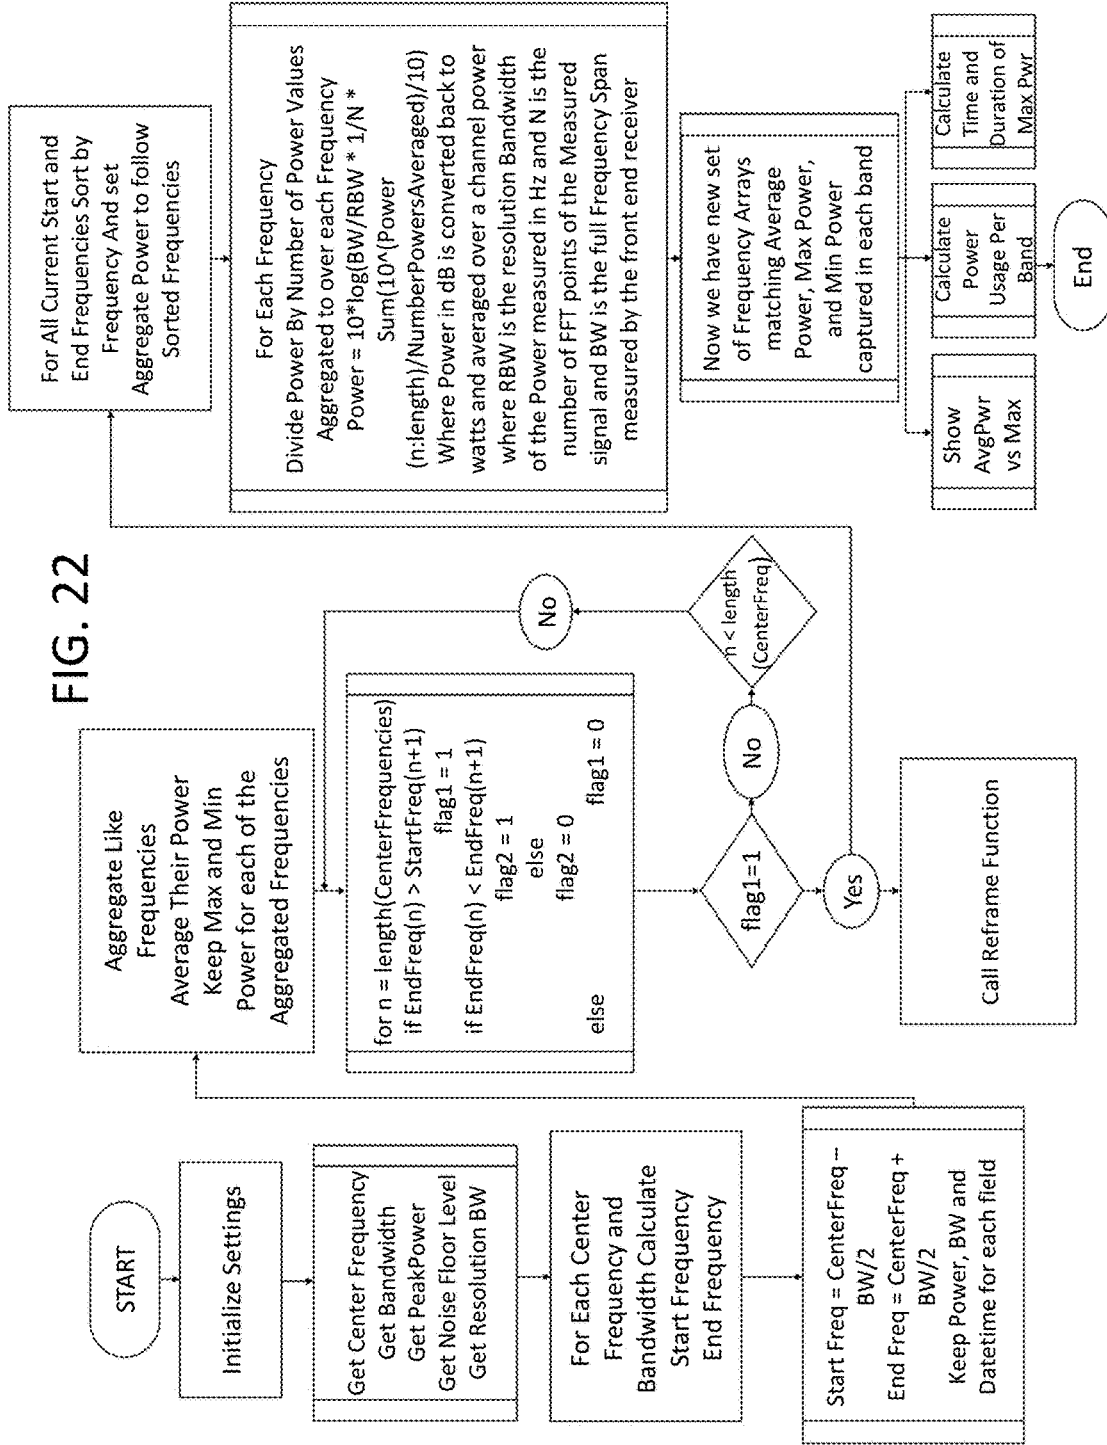 FIG. 22
START
Initialize Settings
Get Center Frequency
Get Bandwidth
Get PeakPower
Get Noise Floor Level
Get Resolution BW
For Each Center
Frequency and
Bandwidth Calculate
Start Frequency
End Frequency
Start Freq = CenterFreq –
BW/2
End Freq = CenterFreq +
BW/2
Keep Power, BW and
Datetime for each field
Aggregate Like
Frequencies
Average Their Power
Keep Max and Min
Power for each of the
Aggregated Frequencies
for n = length(CenterFrequencies)
if EndFreq(n) > StartFreq(n+1)
flag1 = 1
if EndFreq(n) < EndFreq(n+1)
flag2 = 1
else
flag2 = 0
else flag1 = 0
flag1=1
No
n < length
(CenterFreq)
No
Yes
Call Reframe Function
For All Current Start and
End Frequencies Sort by
Frequency And set
Aggregate Power to follow
Sorted Frequencies
For Each Frequency
Divide Power By Number of Power Values
Aggregated to over each Frequency
Power = 10*log(BW/RBW * 1/N *
Sum(10^(Power
(n:length)/NumberPowersAveraged)/10)
Where Power in dB is converted back to
watts and averaged over a channel power
where RBW is the resolution Bandwidth
of the Power measured in Hz and N is the
number of FFT points of the Measured
signal and BW is the full Frequency Span
measured by the front end receiver
Now we have new set
of Frequency Arrays
matching Average
Power, Max Power,
and Min Power
captured in each band
Show
AvgPwr
vs Max
Calculate
Power
Usage Per
Band
Calculate
Time and
Duration of
Max Pwr
End